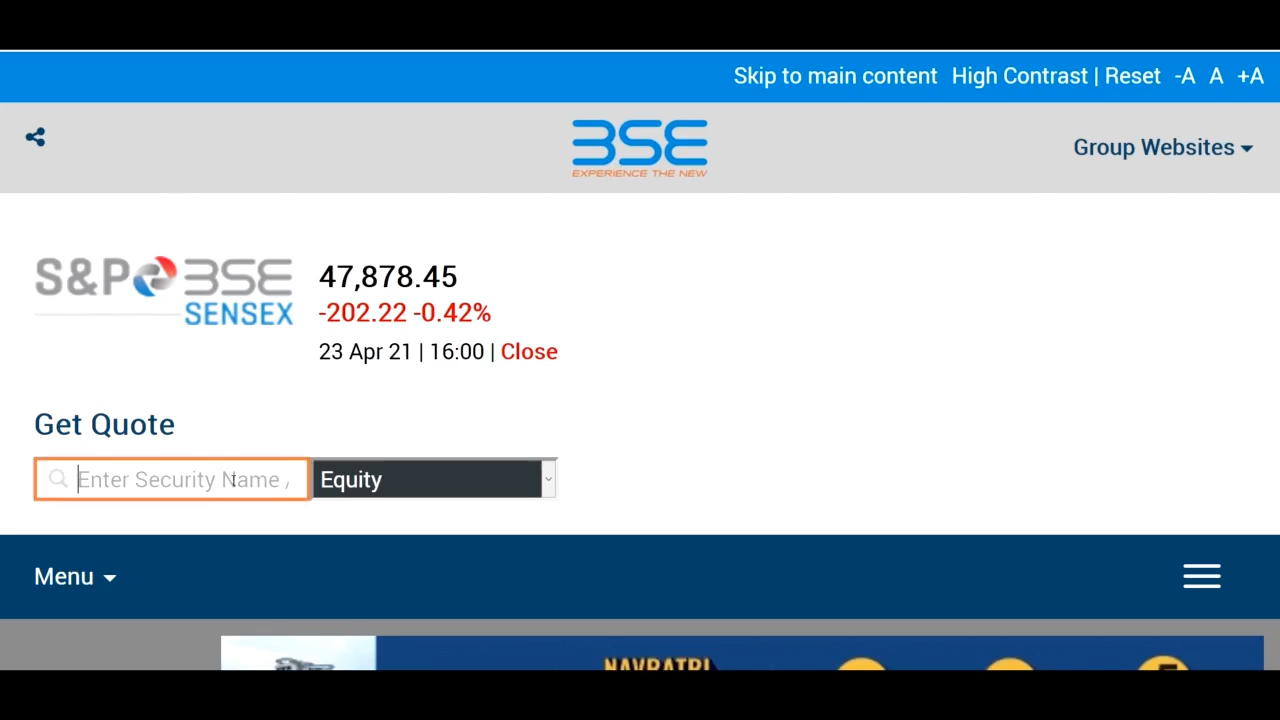 Skip to main content High Contrast | Reset -A A +A
BSE
EXPERIENCE THE NEW
Group Websites
S&P BSE
SENSEX
47,878.45
-202.22 -0.42%
23 Apr 21 | 16:00 | Close
Get Quote
Enter Security Name /
Equity
Menu
NAVRATRI